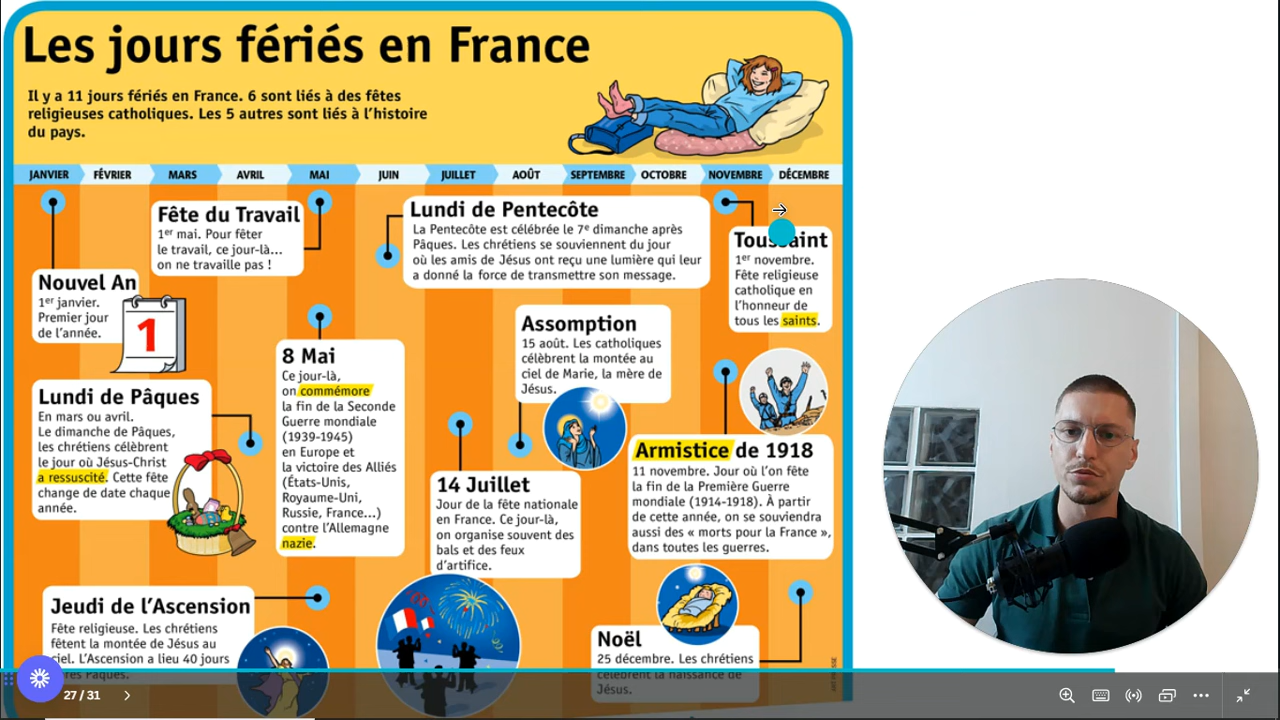 Les jours fériés en France
Il y a 11 jours fériés en France. 6 sont liés à des fêtes
religieuses catholiques. Les 5 autres sont liés à l'histoire
du pays.
JANVIER FÉVRIER MARS AVRIL MAI JUIN JUILLET AOÛT SEPTEMBRE OCTOBRE NOVEMBRE DÉCEMBRE
Nouvel An
1er janvier.
Premier jour
de l'année.
1
Fête du Travail
1er mai. Pour fêter
le travail, ce jour-là...
on ne travaille pas !
Lundi de Pentecôte
La Pentecôte est célébrée le 7e dimanche après
Pâques. Les chrétiens se souviennent du jour
où les amis de Jésus ont reçu une lumière qui leur
a donné la force de transmettre son message.
Toussaint
1er novembre.
Fête religieuse
catholique en
l'honneur de
tous les saints.
Lundi de Pâques
En mars ou avril.
Le dimanche de Pâques,
les chrétiens célèbrent
le jour où Jésus-Christ
a ressuscité. Cette fête
change de date chaque
année.
8 Mai
Ce jour-là,
on commémore
la fin de la Seconde
Guerre mondiale
(1939-1945)
en Europe et
la victoire des Alliés
(États-Unis,
Royaume-Uni,
Russie, France...)
contre l'Allemagne
nazie.
Assomption
15 août. Les catholiques
célèbrent la montée au
ciel de Marie, la mère de
Jésus.
14 Juillet
Jour de la fête nationale
en France. Ce jour-là,
on organise souvent des
bals et des feux
d'artifice.
Armistice de 1918
11 novembre. Jour où l'on fête
la fin de la Première Guerre
mondiale (1914-1918). À partir
de cette année, on se souviendra
aussi des « morts pour la France »,
dans toutes les guerres.
Jeudi de l'Ascension
Fête religieuse. Les chrétiens
fêtent la montée de Jésus au
ciel. L'Ascension a lieu 40 jours
après Pâques.
Noël
25 décembre. Les chrétiens
célèbrent la naissance de
Jésus.
27 / 31